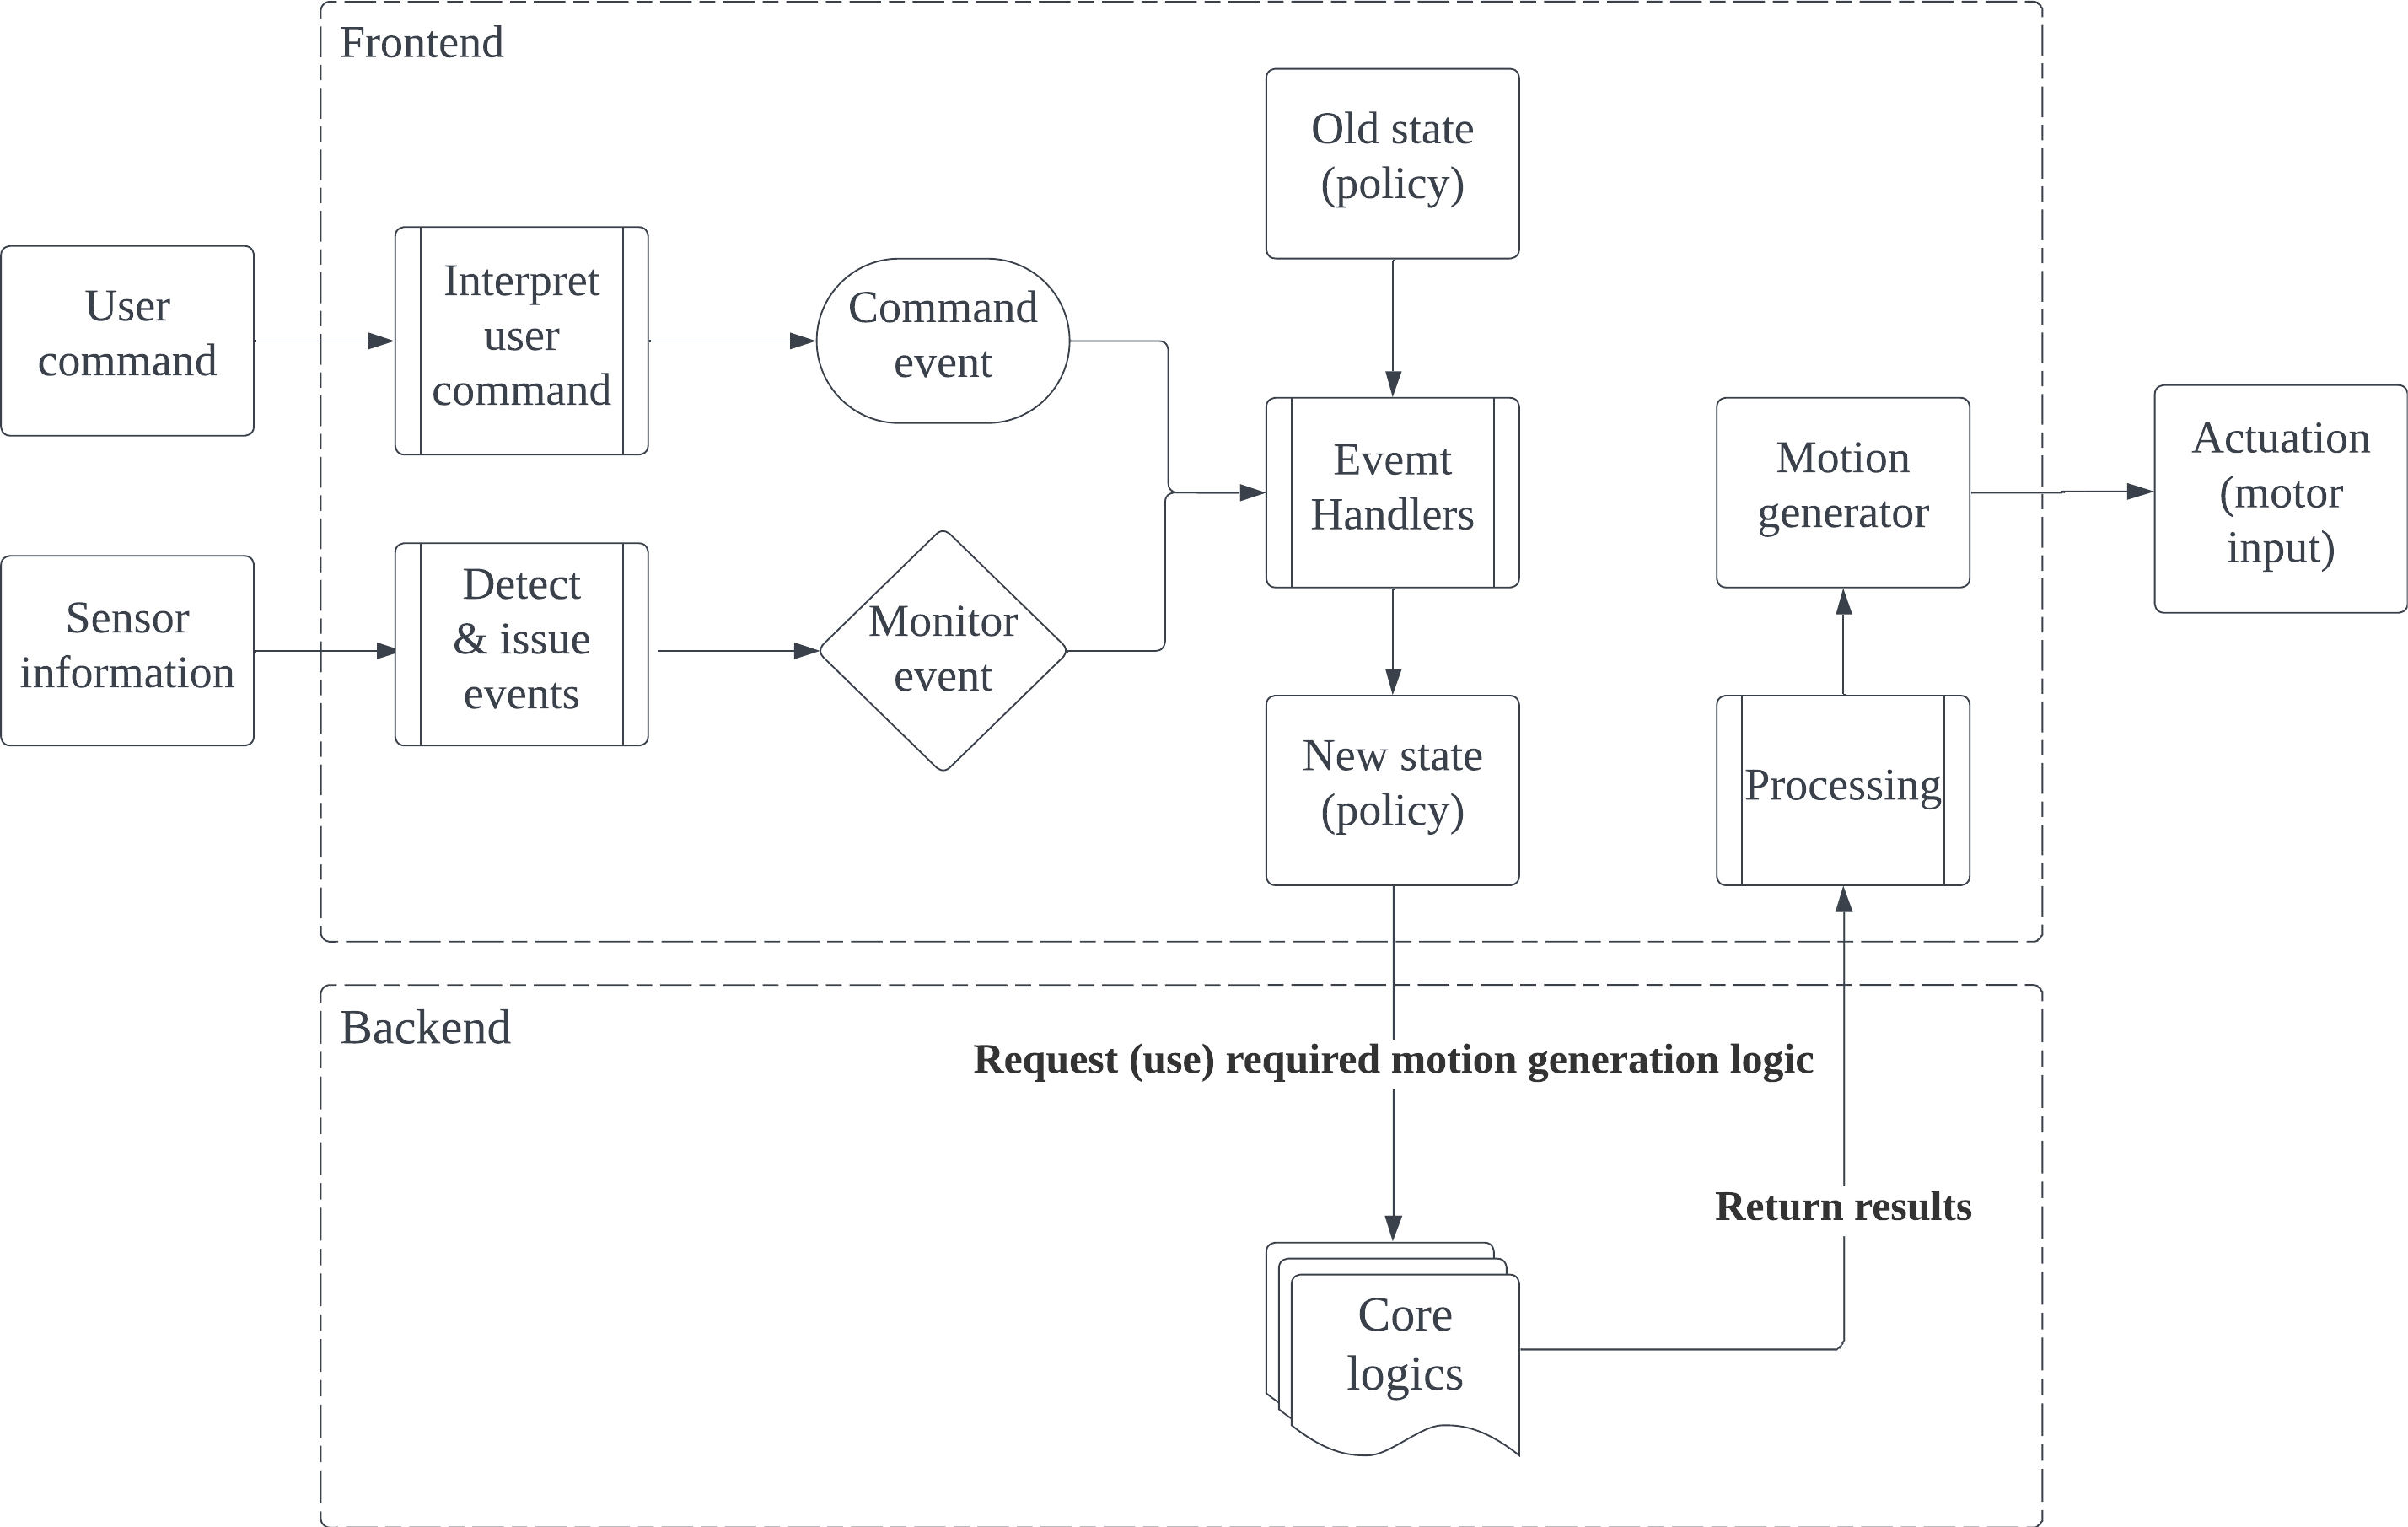 Frontend
Old state
(policy)
User
command
Interpret
user
command
Command
event
Evemt
Handlers
Motion
generator
Actuation
(motor
input)
Sensor
information
Detect
& issue
events
Monitor
event
New state
(policy)
Processing
Backend
Request (use) required motion generation logic
Return results
Core
logics